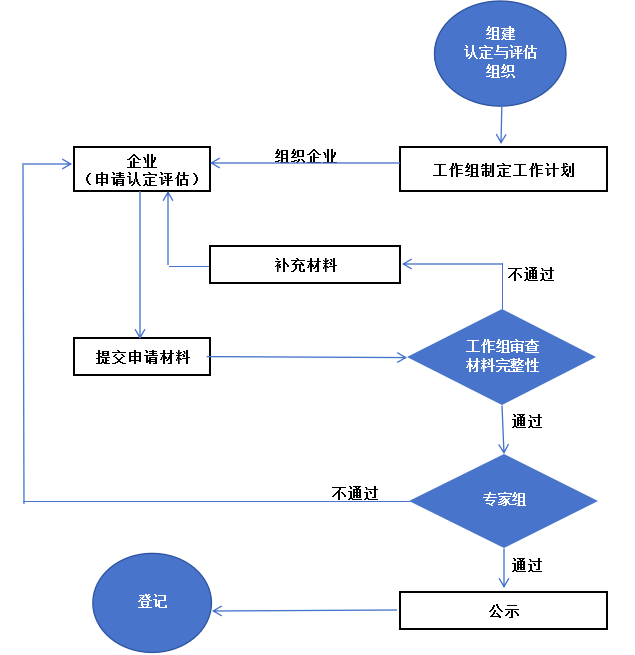 组建
认定与评估
组织
企业
（申请认定评估）
组织企业
工作组制定工作计划
补充材料
不通过
提交申请材料
工作组审查
材料完整性
通过
不通过
专家组
通过
登记
公示